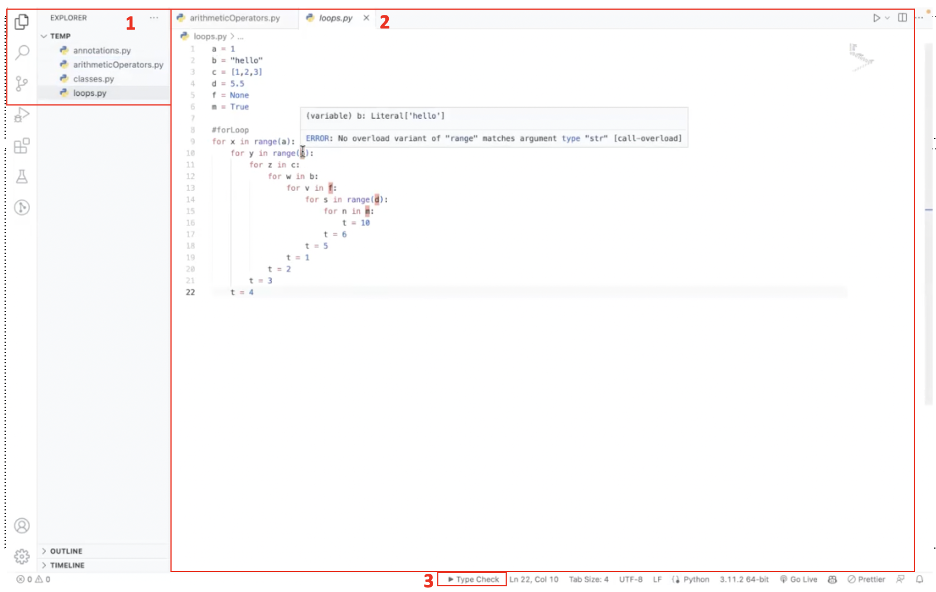 EXPLORER
1
TEMP
annotations.py
arithmeticOperators.py
classes.py
loops.py
OUTLINE
TIMELINE
arithmeticOperators.py
loops.py
2
loops.py > ...
1 a = 1
2 b = "hello"
3 c = [1,2,3]
4 d = 5.5
5 f = None
6 m = True
7
8 #forLoop
9 for x in range(a):
10 for y in range(b):
11 for z in c:
12 for w in b:
13 for v in f:
14 for s in range(d):
15 for n in m:
16 t = 10
17 t = 6
18 t = 5
19 t = 1
20 t = 2
21 t = 3
22 t = 4
(variable) b: Literal['hello']
ERROR: No overload variant of "range" matches argument type "str" [call-overload]
0 0
3
Type Check
Ln 22, Col 10 Tab Size: 4 UTF-8 LF Python 3.11.2 64-bit Go Live Prettier